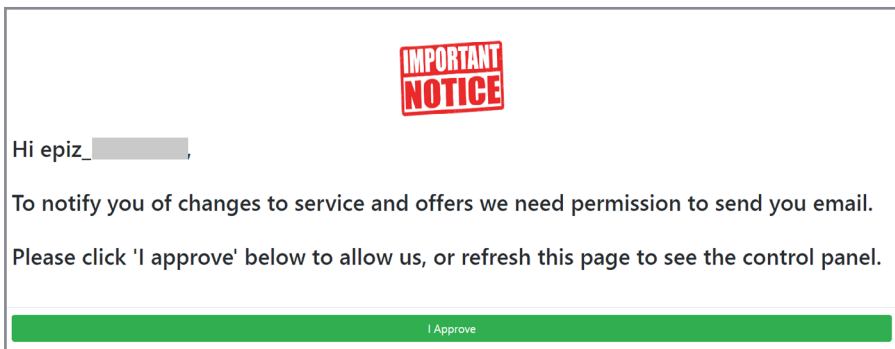 IMPORTANT
NOTICE
Hi epiz_ ,
To notify you of changes to service and offers we need permission to send you email.
Please click 'I approve' below to allow us, or refresh this page to see the control panel.
I Approve